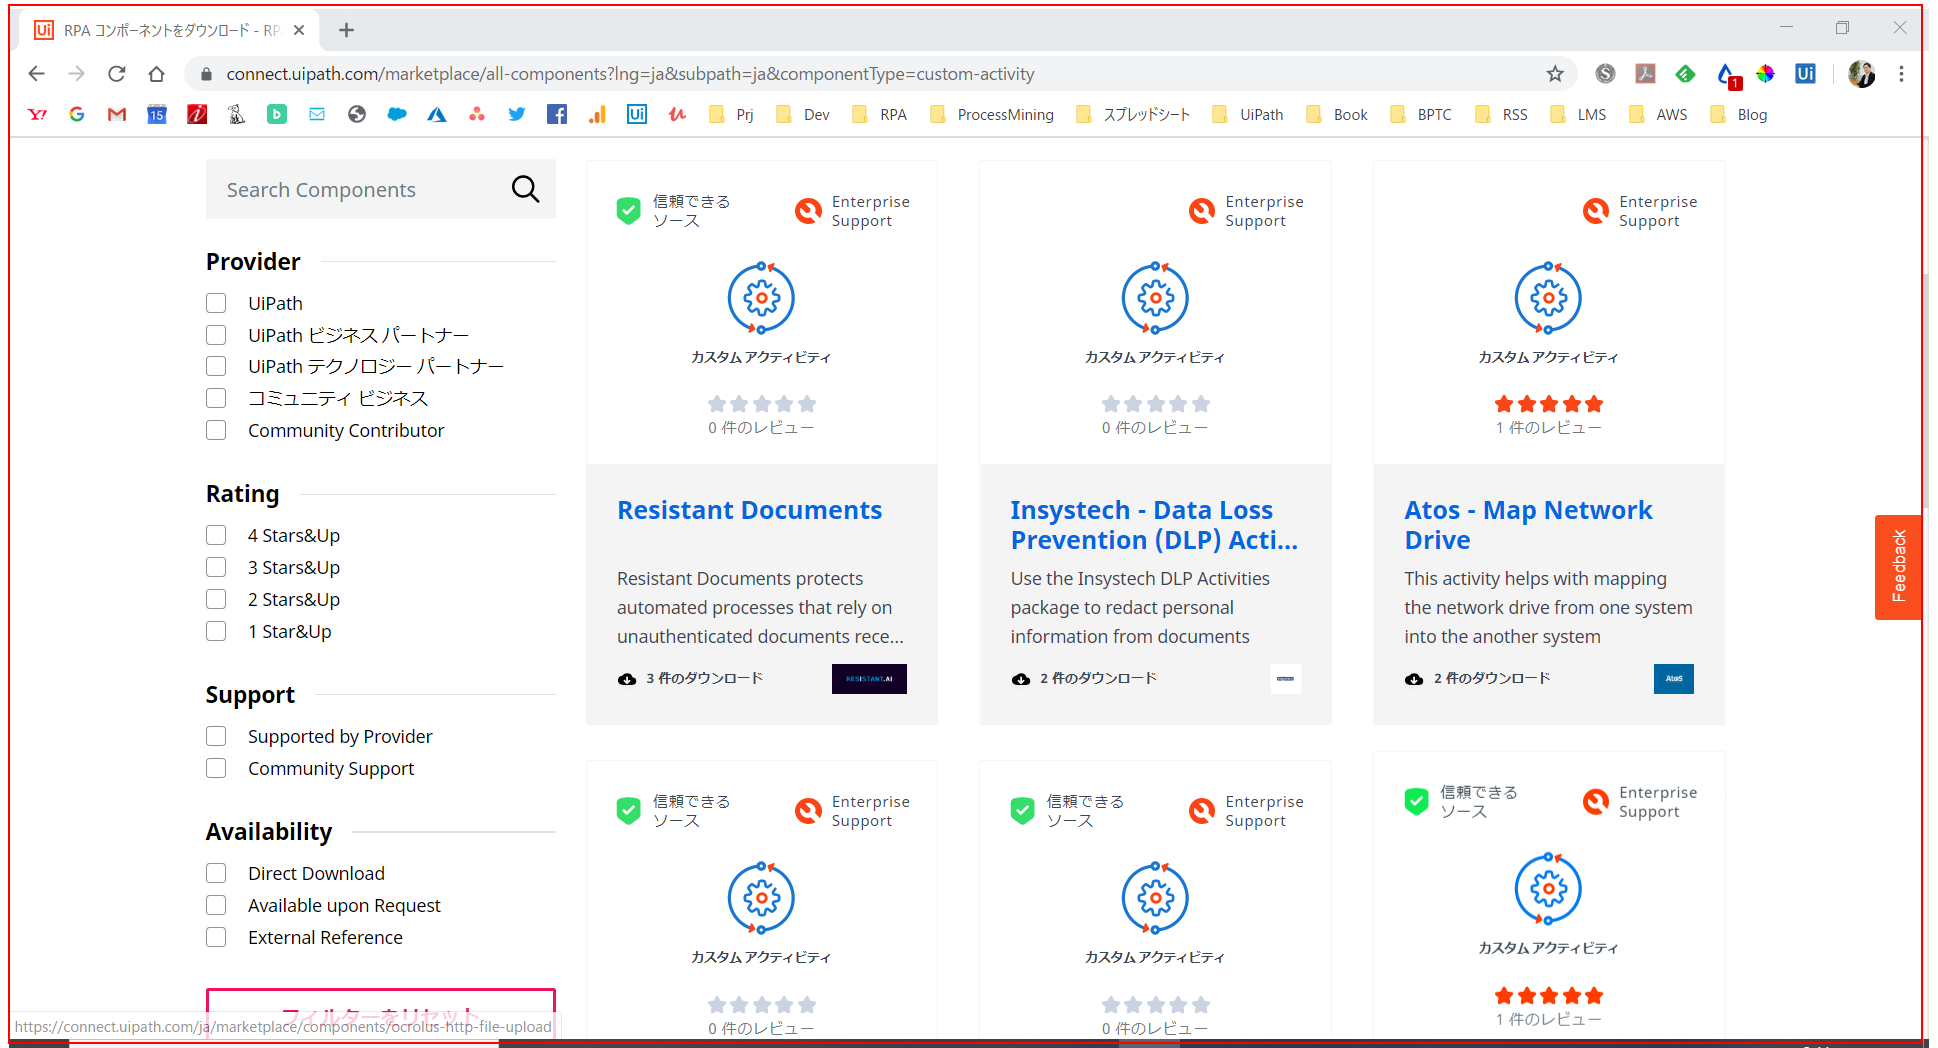 RPA コンポーネントをダウンロード - RP
connect.uipath.com/marketplace/all-components?lng=ja&subpath=ja&componentType=custom-activity
1
Ui
Y!
G
15
b
Ui
Prj
Dev
RPA
ProcessMining
スプレッドシート
UiPath
Book
BPTC
RSS
LMS
AWS
Blog
Search Components
Provider
UiPath
UiPath ビジネス パートナー
UiPath テクノロジー パートナー
コミュニティ ビジネス
Community Contributor
Rating
4 Stars&Up
3 Stars&Up
2 Stars&Up
1 Star&Up
Support
Supported by Provider
Community Support
Availability
Direct Download
Available upon Request
External Reference
フィルターをリセット
https://connect.uipath.com/ja/marketplace/components/ocrolus-http-file-upload
信頼できる
ソース
Enterprise
Support
カスタム アクティビティ
0 件のレビュー
Resistant Documents
Resistant Documents protects
automated processes that rely on
unauthenticated documents rece...
3 件のダウンロード
RESISTANT.AI
Enterprise
Support
カスタム アクティビティ
0 件のレビュー
Insystech - Data Loss
Prevention (DLP) Acti...
Use the Insystech DLP Activities
package to redact personal
information from documents
2 件のダウンロード
Enterprise
Support
カスタム アクティビティ
1 件のレビュー
Atos - Map Network
Drive
This activity helps with mapping
the network drive from one system
into the another system
2 件のダウンロード
Atos
信頼できる
ソース
Enterprise
Support
カスタム アクティビティ
0 件のレビュー
信頼できる
ソース
Enterprise
Support
カスタム アクティビティ
0 件のレビュー
信頼できる
ソース
Enterprise
Support
カスタム アクティビティ
1 件のレビュー
Feedback